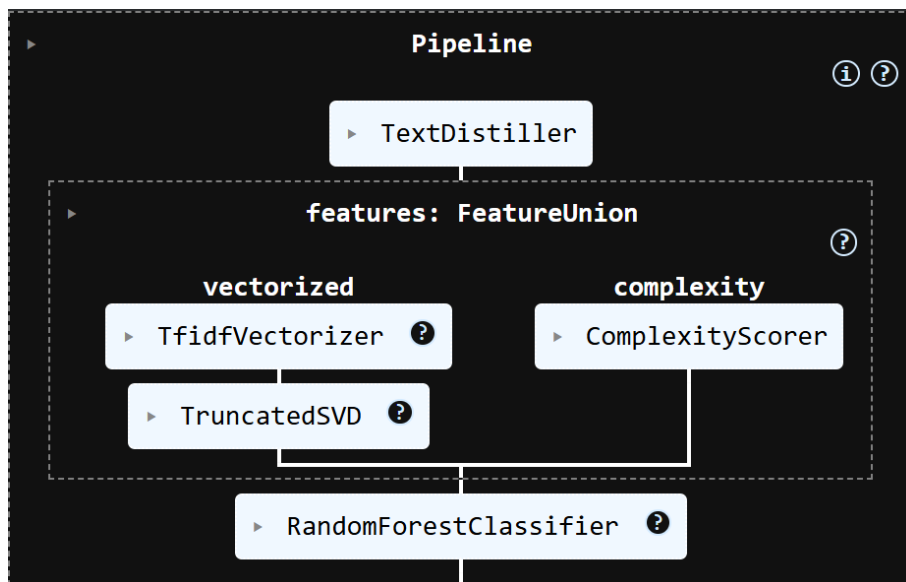 Pipeline
i ?
TextDistiller
features: FeatureUnion
?
vectorized complexity
TfidfVectorizer ? ComplexityScorer
TruncatedSVD ?
RandomForestClassifier ?